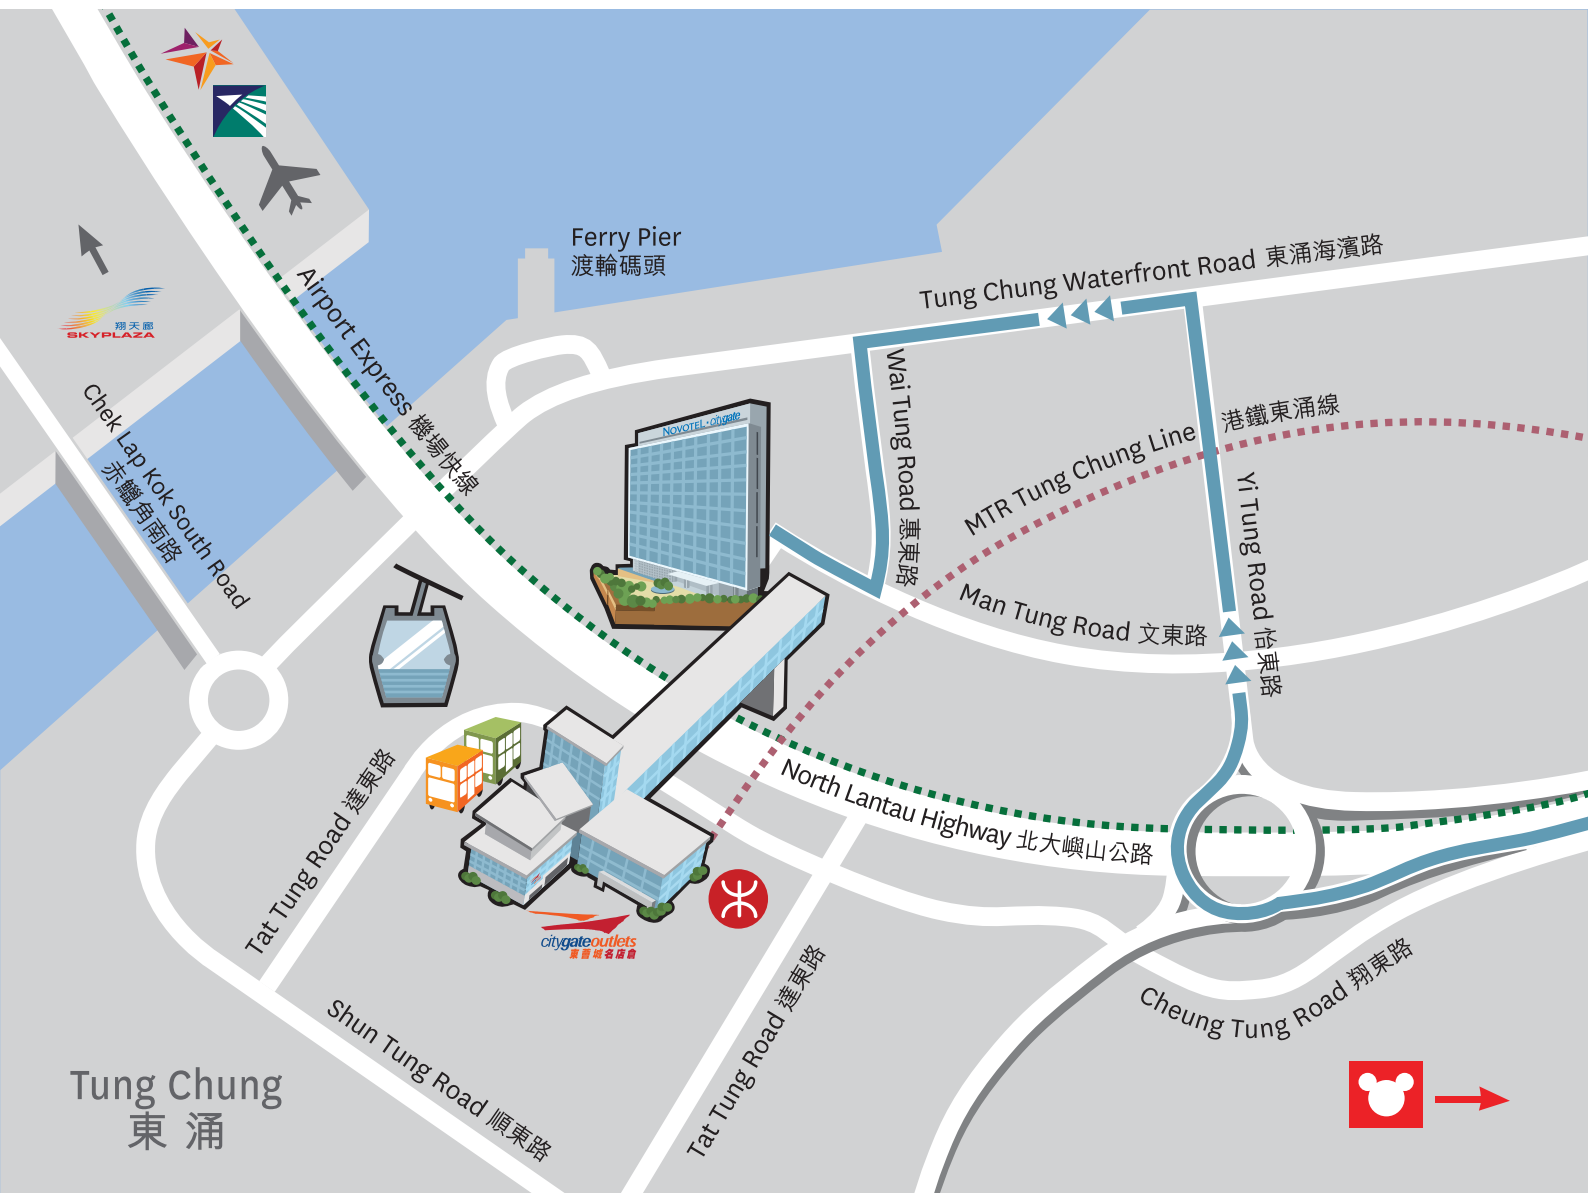 Ferry Pier
渡輪碼頭
Tung Chung Waterfront Road 東涌海濱路
翔天廊
SKYPLAZA
Airport Express 機場快線
Chek Lap Kok South Road
赤鱲角南路
NOVOTEL · citygate
Wai Tung Road 惠東路
MTR Tung Chung Line 港鐵東涌線
Yi Tung Road 怡東路
Man Tung Road 文東路
North Lantau Highway 北大嶼山公路
Tat Tung Road 達東路
citygateoutlets
東薈城名店倉
Tat Tung Road 達東路
Cheung Tung Road 翔東路
Shun Tung Road 順東路
Tung Chung
東涌